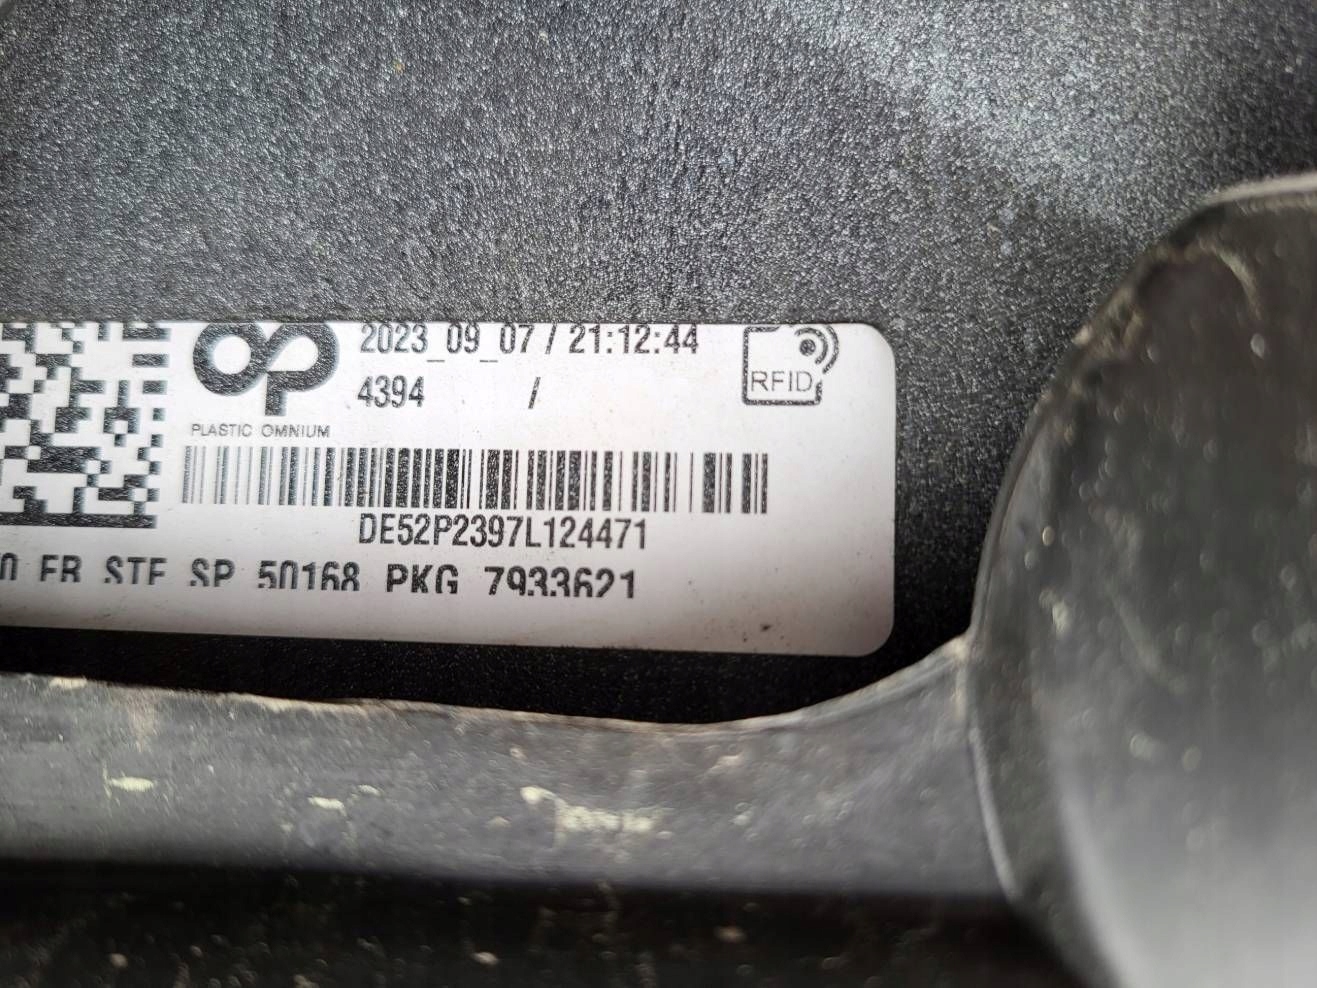 2023_09_07 / 21:12:44
4394 /
RFID
PLASTIC OMNIUM
DE52P2397L124471
FR STF SP 50168 PKG 7933621